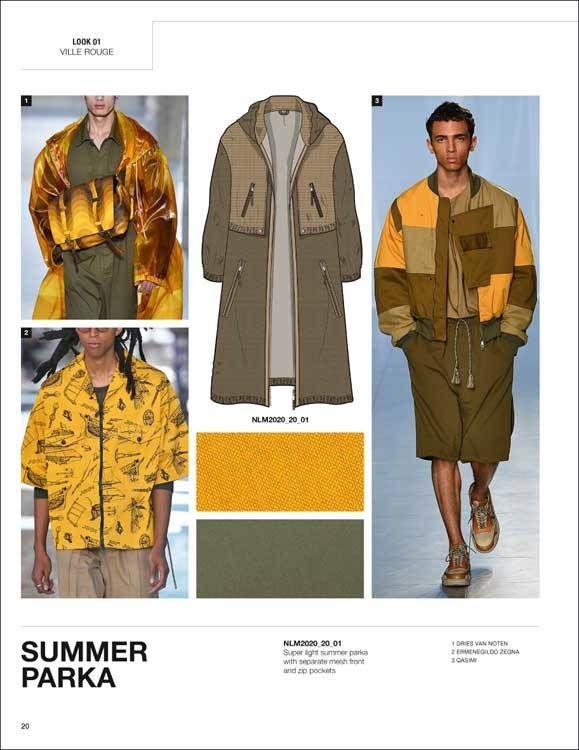 LOOK 01
VILLE ROUGE
1
2
3
NLM2020_20_01
SUMMER
PARKA
NLM2020_20_01
Super light summer parka
with separate mesh front
and zip pockets
1 DRIES VAN NOTEN
2 ERMENEGILDO ZEGNA
3 QASIMI
20